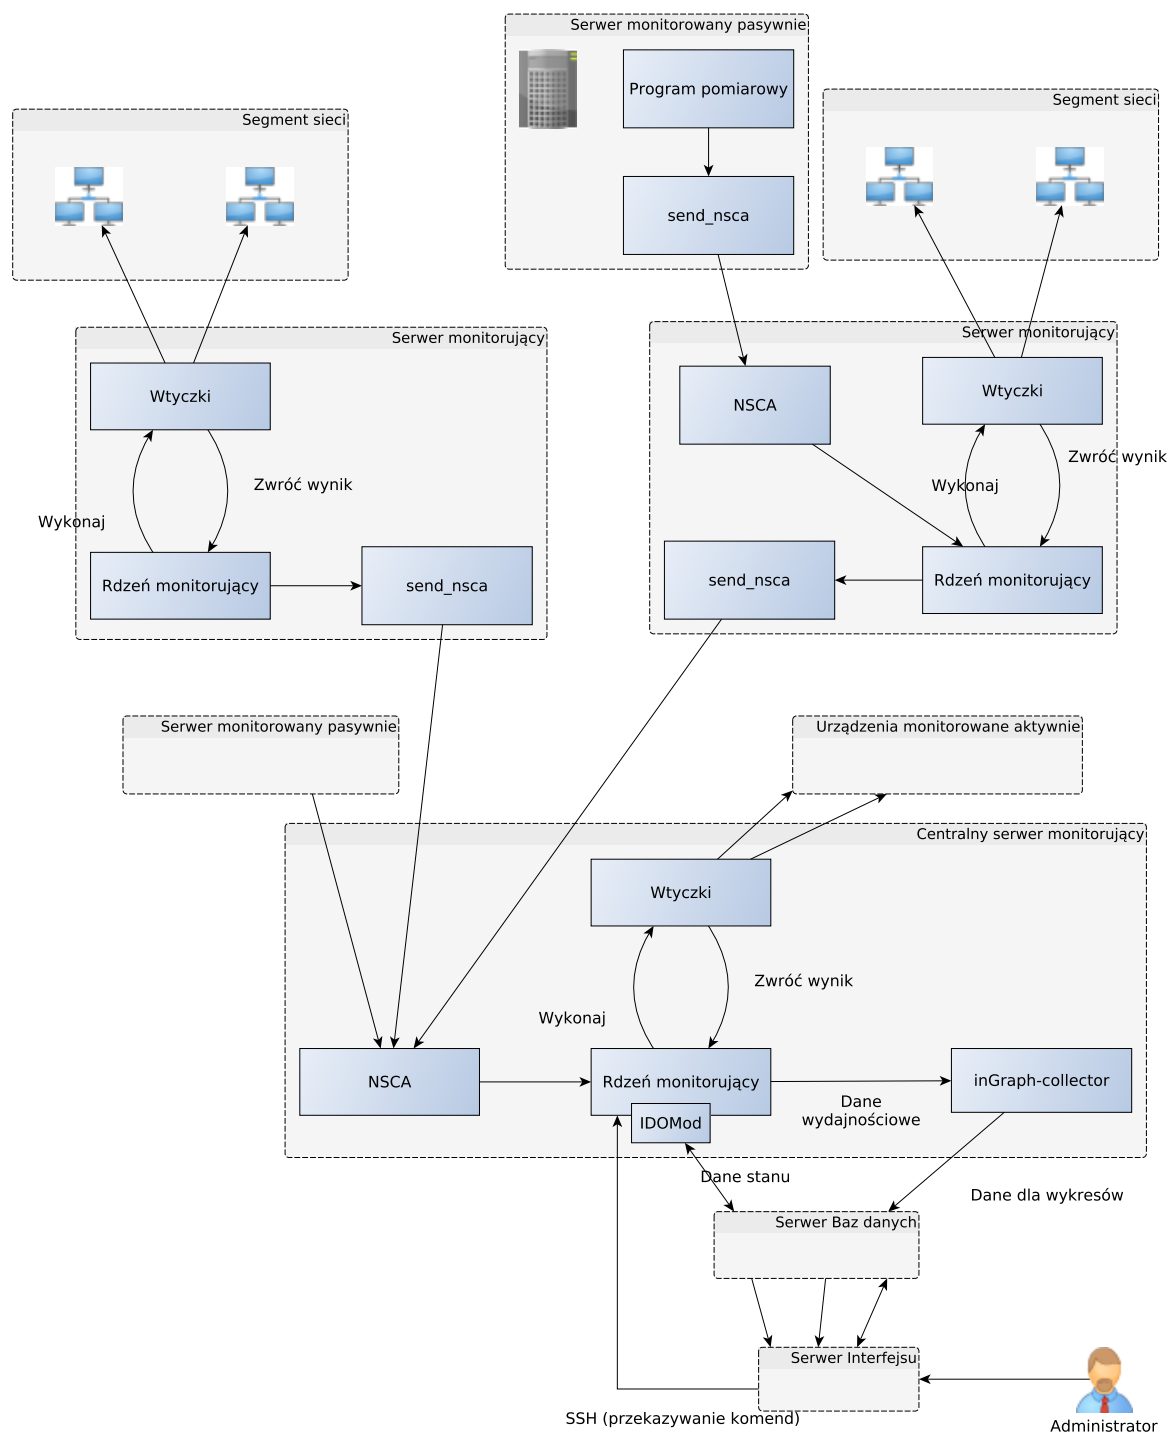 Serwer monitorowany pasywnie
Program pomiarowy
send_nsca
Segment sieci
Segment sieci
Serwer monitorujący
Wtyczki
Zwróć wynik
Wykonaj
Rdzeń monitorujący
send_nsca
Serwer monitorujący
NSCA
Wtyczki
Zwróć wynik
Wykonaj
send_nsca
Rdzeń monitorujący
Serwer monitorowany pasywnie
Urządzenia monitorowane aktywnie
Centralny serwer monitorujący
Wtyczki
Zwróć wynik
Wykonaj
NSCA
Rdzeń monitorujący
inGraph-collector
IDOMod
Dane
wydajnościowe
Dane stanu
Dane dla wykresów
Serwer Baz danych
Serwer Interfejsu
SSH (przekazywanie komend)
Administrator